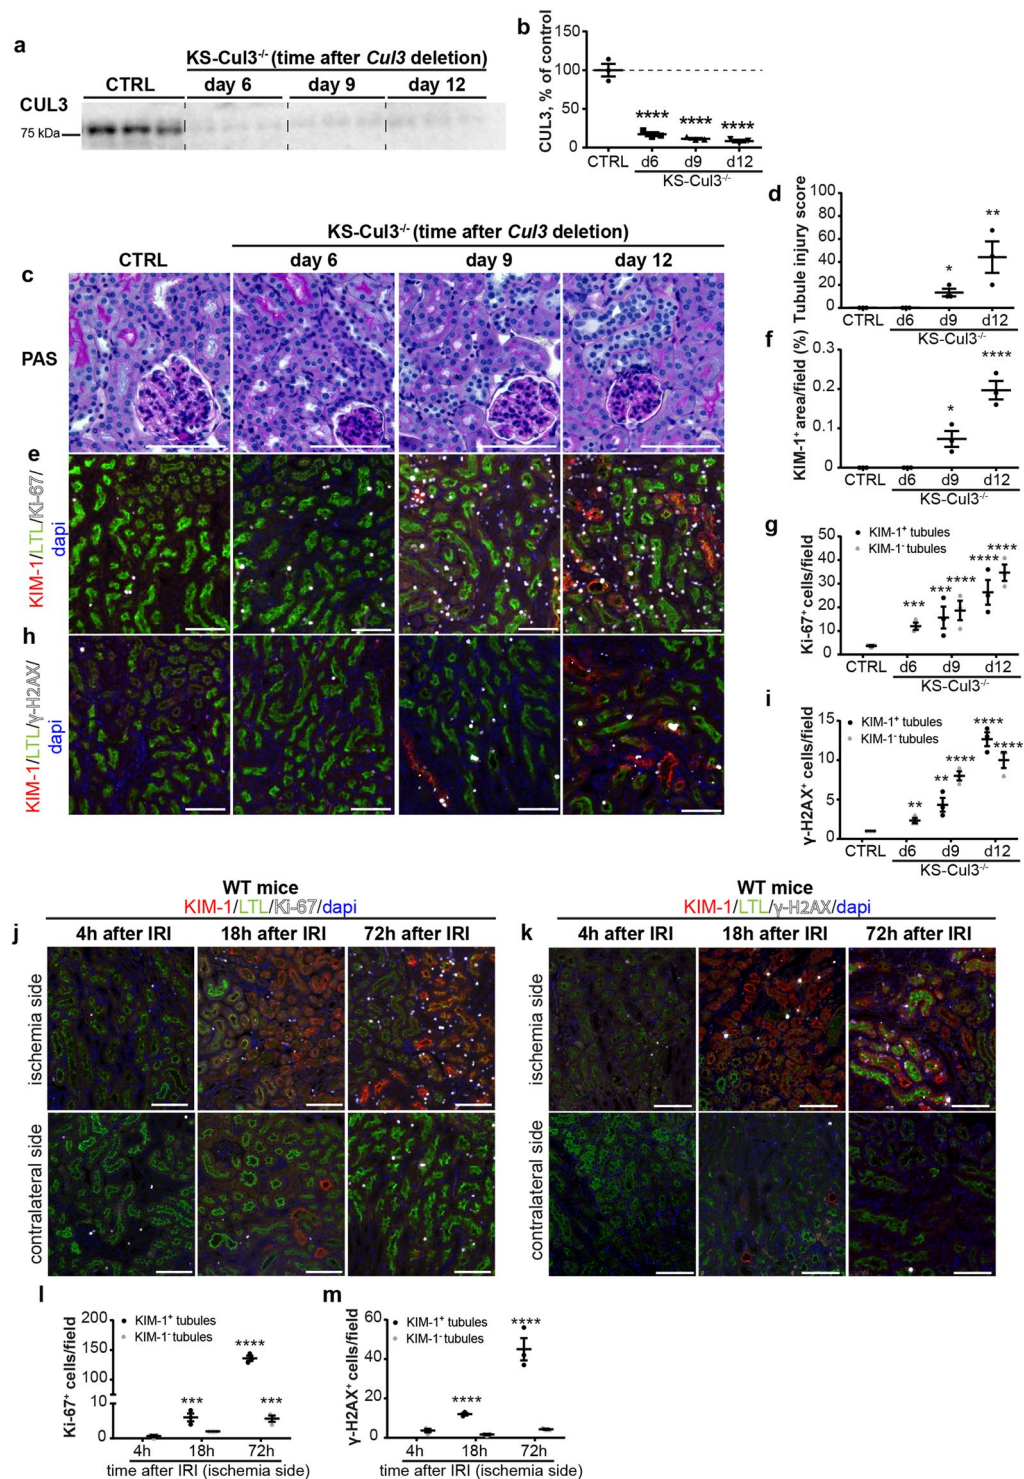 a
KS-Cul3-/- (time after Cul3 deletion)
CTRL day 6 day 9 day 12
CUL3
75 kDa
b
CUL3, % of control
150
100
50
0
**** **** ****
CTRL d6 d9 d12
KS-Cul3-/-
KS-Cul3-/- (time after Cul3 deletion)
CTRL day 6 day 9 day 12
c
PAS
d
Tubule injury score
100
80
60
40
20
0
* **
CTRL d6 d9 d12
KS-Cul3-/-
e
KIM-1/LTL/Ki-67/
dapi
f
KIM-1+ area/field (%)
0.3
0.2
0.1
0
* ****
CTRL d6 d9 d12
KS-Cul3-/-
g
Ki-67+ cells/field
50
40
30
20
10
0
KIM-1+ tubules
KIM-1- tubules
*** *** **** **** ****
CTRL d6 d9 d12
KS-Cul3-/-
h
KIM-1/LTL/γ-H2AX/
dapi
i
γ-H2AX+ cells/field
15
10
5
0
KIM-1+ tubules
KIM-1- tubules
** ** **** **** ****
CTRL d6 d9 d12
KS-Cul3-/-
WT mice
KIM-1/LTL/Ki-67/dapi
j
4h after IRI 18h after IRI 72h after IRI
ischemia side
contralateral side
WT mice
KIM-1/LTL/γ-H2AX/dapi
k
4h after IRI 18h after IRI 72h after IRI
ischemia side
contralateral side
l
Ki-67+ cells/field
200
150
100
10
0
KIM-1+ tubules
KIM-1- tubules
*** **** ***
4h 18h 72h
time after IRI (ischemia side)
m
γ-H2AX+ cells/field
60
40
20
0
KIM-1+ tubules
KIM-1- tubules
**** ****
4h 18h 72h
time after IRI (ischemia side)